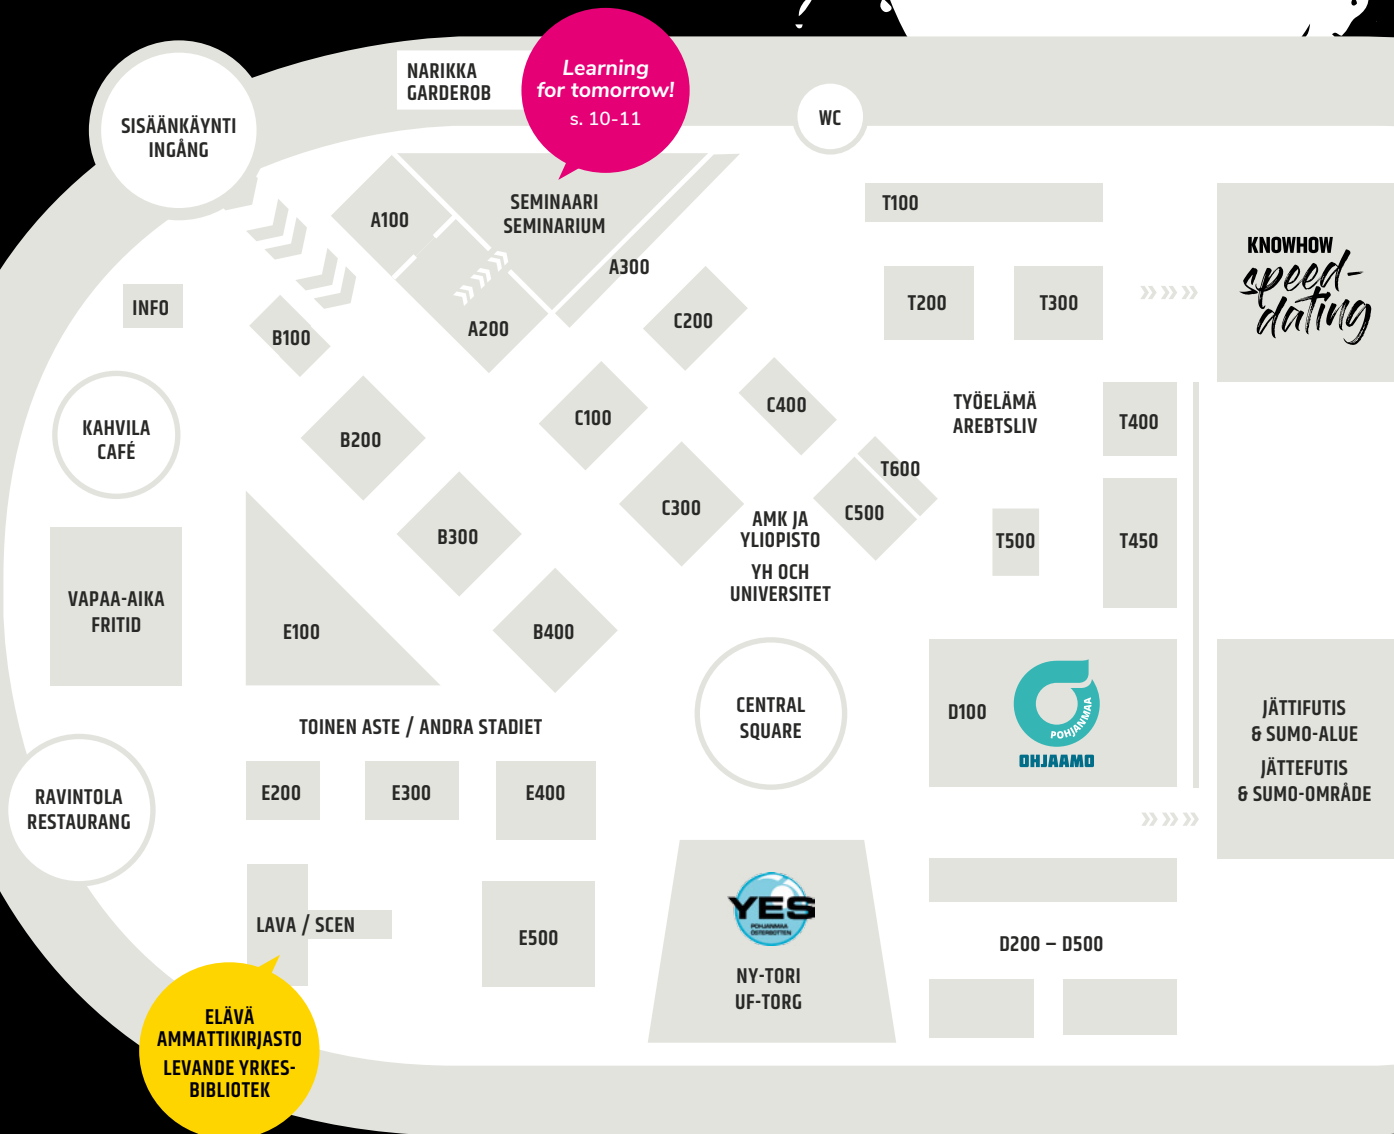 NARIKKA
GARDEROB
Learning
for tomorrow!
s. 10-11
SISÄÄNKÄYNTI
INGÅNG
WC
SEMINAARI
SEMINARIUM
A100
A200
A300
T100
KNOWHOW
speed-
dating
INFO
B100
C200
T200
T300
KAHVILA
CAFÉ
B200
C100
C400
TYÖELÄMÄ
AREBTSLIV
T400
T600
B300
C300
C500
AMK JA
YLIOPISTO
YH OCH
UNIVERSITET
T500
T450
VAPAA-AIKA
FRITID
E100
B400
CENTRAL
SQUARE
D100
POHJANMAA
OHJAAMO
JÄTTIFUTIS
& SUMO-ALUE
JÄTTEFUTIS
& SUMO-OMRÅDE
TOINEN ASTE / ANDRA STADIET
RAVINTOLA
RESTAURANG
E200
E300
E400
LAVA / SCEN
E500
YES
POHJANMAA
ÖSTERBOTTEN
NY-TORI
UF-TORG
D200 – D500
ELÄVÄ
AMMATTIKIRJASTO
LEVANDE YRKES-
BIBLIOTEK